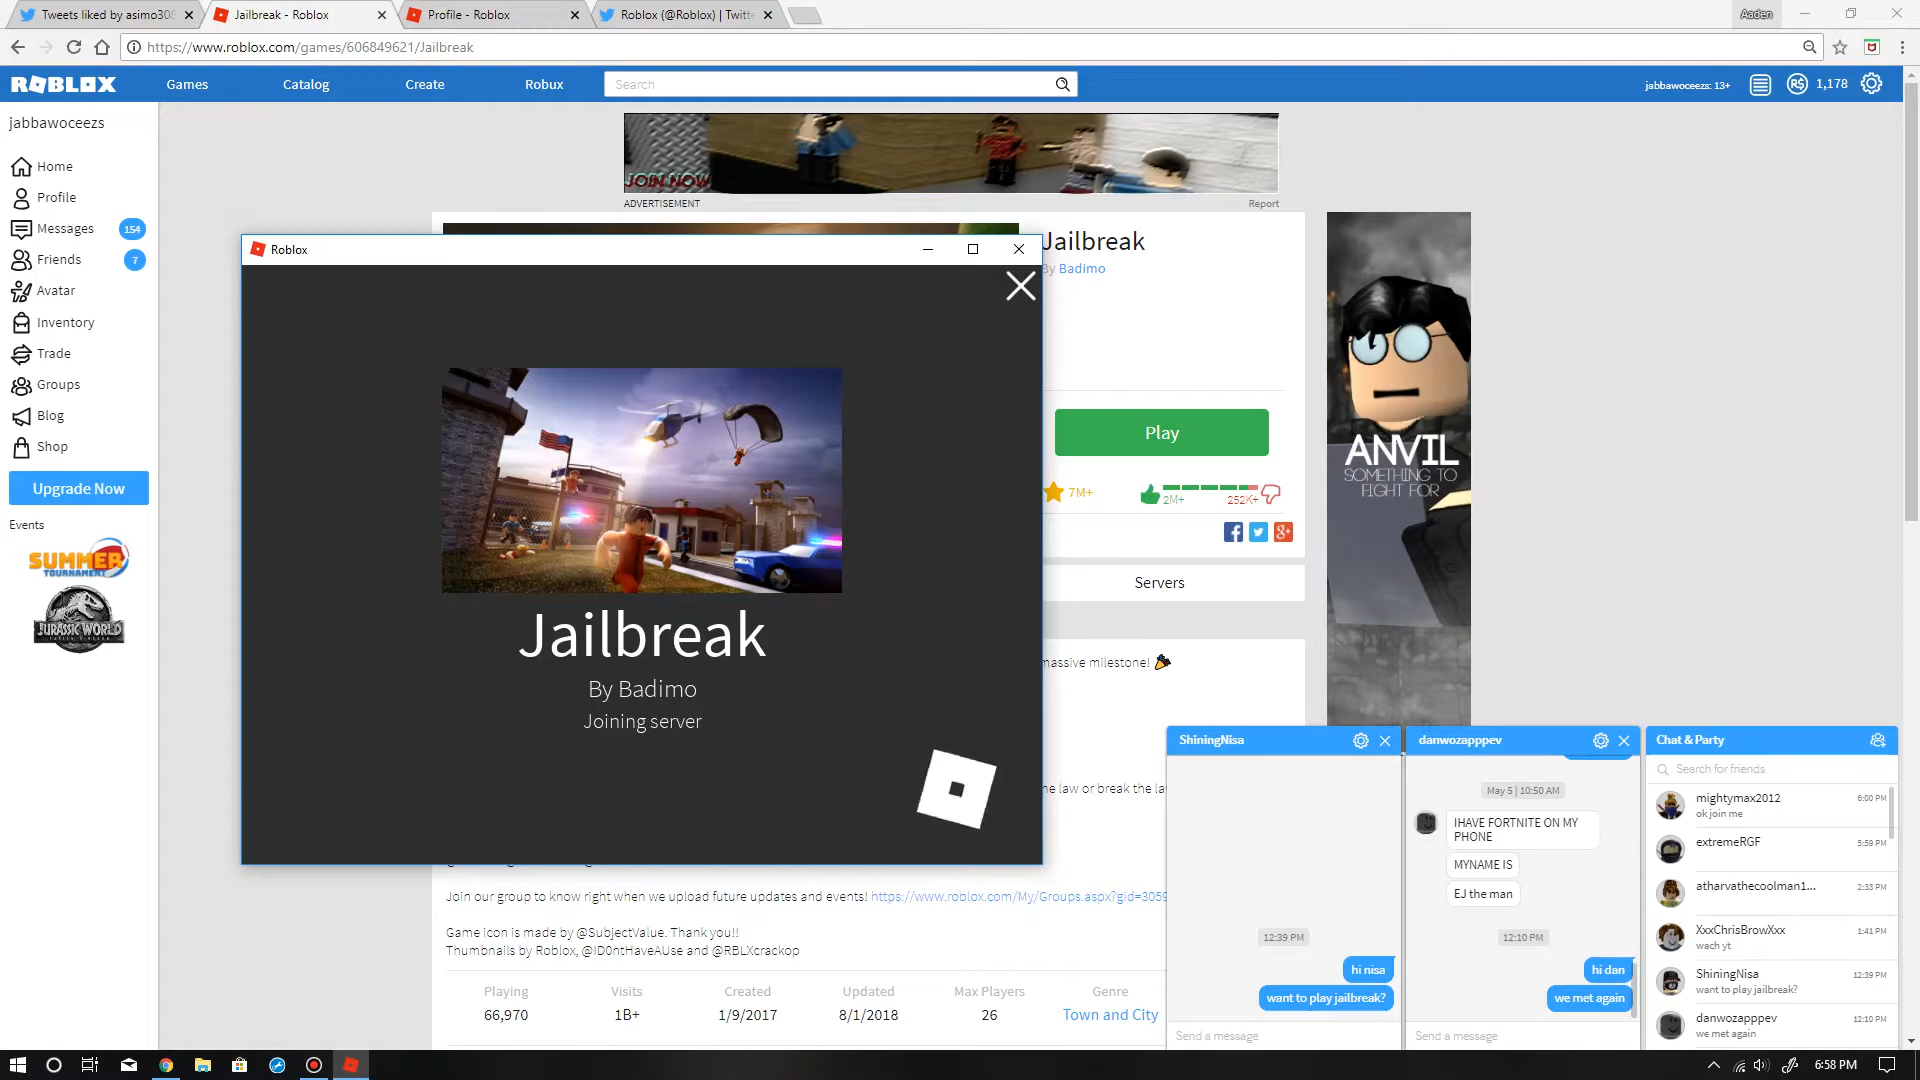 Tweets liked by asimo308
Jailbreak - Roblox
Profile - Roblox
Roblox (@Roblox) | Twitte
Aaden
https://www.roblox.com/games/606849621/Jailbreak
ROBLOX
Games
Catalog
Create
Robux
Search
jabbawoceezs: 13+
R$
1,178
jabbawoceezs
Home
Profile
Messages
154
Friends
7
Avatar
Inventory
Trade
Groups
Blog
Shop
Upgrade Now
Events
SUMMER
TOURNAMENT
JURASSIC WORLD
JOIN NOW
ADVERTISEMENT
Report
Jailbreak
By Badimo
Play
7M+
2M+
252K+
Servers
Roblox
Jailbreak
By Badimo
Joining server
massive milestone!
he law or break the la
Join our group to know right when we upload future updates and events! https://www.roblox.com/My/Groups.aspx?gid=3059
Game icon is made by @SubjectValue. Thank you!!
Thumbnails by Roblox, @ID0ntHaveAUse and @RBLXcrackop
Playing
Visits
Created
Updated
Max Players
Genre
66,970
1B+
1/9/2017
8/1/2018
26
Town and City
ANVIL
SOMETHING TO
FIGHT FOR
ShiningNisa
12:39 PM
hi nisa
want to play jailbreak?
Send a message
danwozapppev
May 5 | 10:50 AM
IHAVE FORTNITE ON MY
PHONE
MYNAME IS
EJ the man
12:10 PM
hi dan
we met again
Send a message
Chat & Party
Search for friends
mightymax2012
6:00 PM
ok join me
extremeRGF
5:59 PM
atharvathecoolman1...
2:33 PM
XxxChrisBrowXxx
1:41 PM
wach yt
ShiningNisa
12:39 PM
want to play jailbreak?
danwozapppev
12:10 PM
we met again
6:58 PM